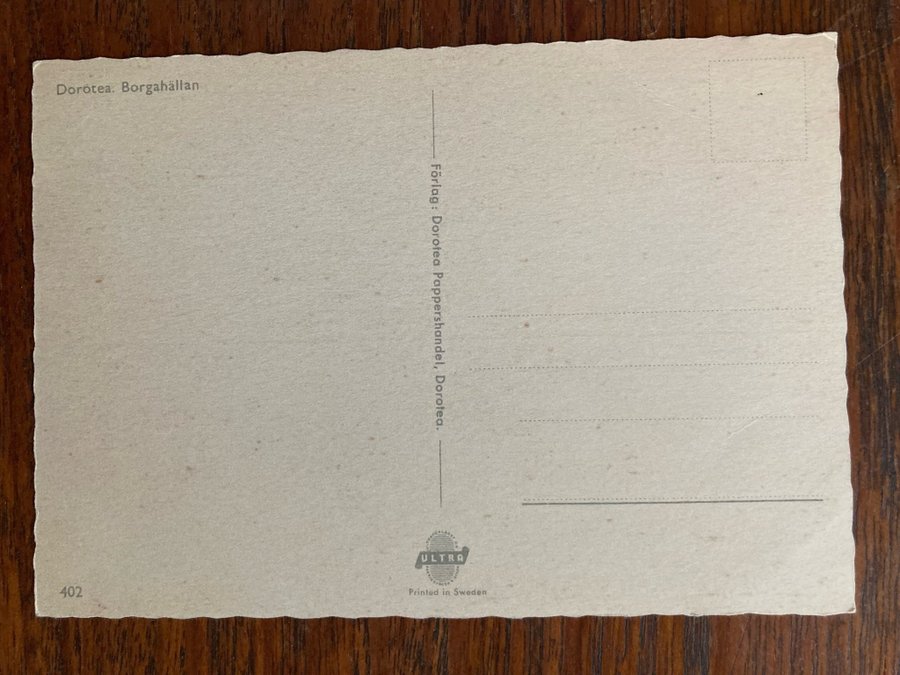 Dorotea. Borgahällan
Förlag: Dorotea Pappershandel, Dorotea.
ULTRA
Printed in Sweden
402